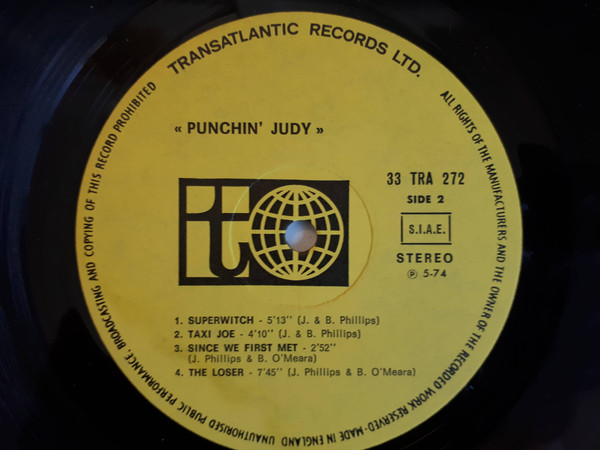 TRANSATLANTIC RECORDS LTD.
« PUNCHIN' JUDY »
t
33 TRA 272
SIDE 2
S.I.A.E.
STEREO
Ⓟ 5-74
1. SUPERWITCH - 5'13'' (J. & B. Phillips)
2. TAXI JOE - 4'10'' (J. & B. Phillips)
3. SINCE WE FIRST MET - 2'52''
(J. Phillips & B. O'Meara)
4. THE LOSER - 7'45'' (J. Phillips & B. O'Meara)
ALL RIGHTS OF THE MANUFACTURERS AND THE OWNER OF THE RECORDED WORK RESERVED-MADE IN ENGLAND UNAUTHORISED PUBLIC PERFORMANCE, BROADCASTING AND COPYING OF THIS RECORD PROHIBITED